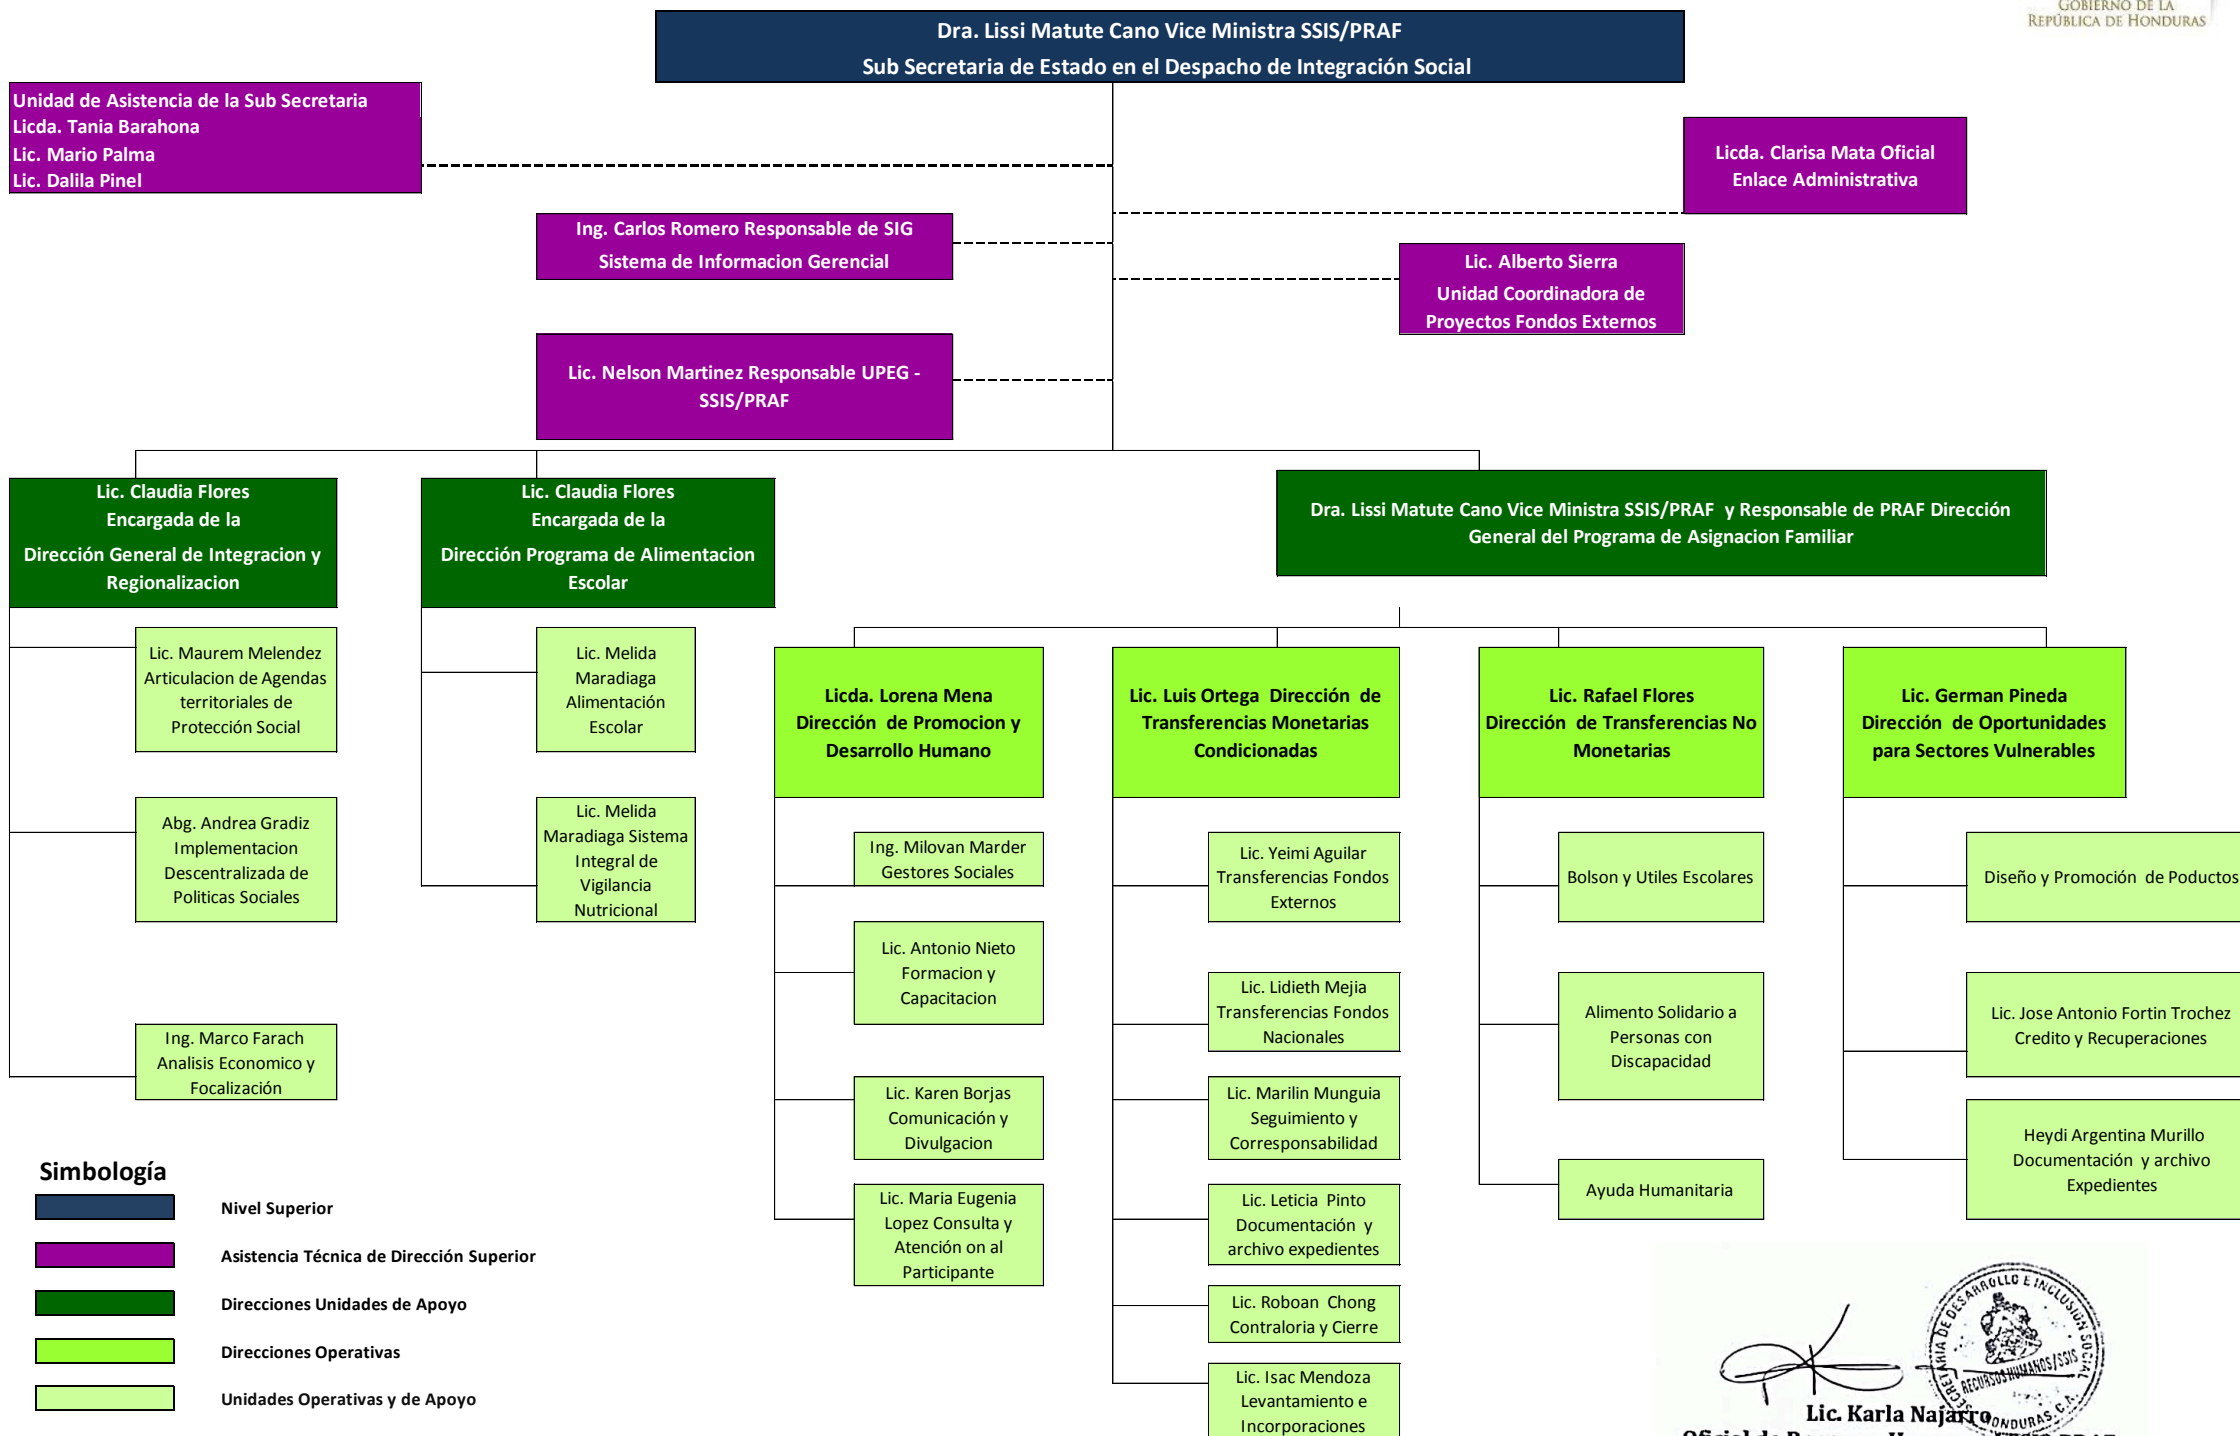 GOBIERNO DE LA
REPÚBLICA DE HONDURAS
Dra. Lissi Matute Cano Vice Ministra SSIS/PRAF
Sub Secretaria de Estado en el Despacho de Integración Social
Unidad de Asistencia de la Sub Secretaria
Licda. Tania Barahona
Lic. Mario Palma
Lic. Dalila Pinel
Licda. Clarisa Mata Oficial
Enlace Administrativa
Ing. Carlos Romero Responsable de SIG
Sistema de Informacion Gerencial
Lic. Alberto Sierra
Unidad Coordinadora de
Proyectos Fondos Externos
Lic. Nelson Martinez Responsable UPEG -
SSIS/PRAF
Lic. Claudia Flores
Encargada de la
Dirección General de Integracion y
Regionalizacion
Lic. Claudia Flores
Encargada de la
Dirección Programa de Alimentacion
Escolar
Dra. Lissi Matute Cano Vice Ministra SSIS/PRAF y Responsable de PRAF Dirección
General del Programa de Asignacion Familiar
Lic. Maurem Melendez
Articulacion de Agendas
territoriales de
Protección Social
Abg. Andrea Gradiz
Implementacion
Descentralizada de
Politicas Sociales
Ing. Marco Farach
Analisis Economico y
Focalización
Lic. Melida
Maradiaga
Alimentación
Escolar
Lic. Melida
Maradiaga Sistema
Integral de
Vigilancia
Nutricional
Licda. Lorena Mena
Dirección de Promocion y
Desarrollo Humano
Ing. Milovan Marder
Gestores Sociales
Lic. Antonio Nieto
Formacion y
Capacitacion
Lic. Karen Borjas
Comunicación y
Divulgacion
Lic. Maria Eugenia
Lopez Consulta y
Atención on al
Participante
Lic. Luis Ortega Dirección de
Transferencias Monetarias
Condicionadas
Lic. Yeimi Aguilar
Transferencias Fondos
Externos
Lic. Lidieth Mejia
Transferencias Fondos
Nacionales
Lic. Marilin Munguia
Seguimiento y
Corresponsabilidad
Lic. Leticia Pinto
Documentación y
archivo expedientes
Lic. Roboan Chong
Contraloria y Cierre
Lic. Isac Mendoza
Levantamiento e
Incorporaciones
Lic. Rafael Flores
Dirección de Transferencias No
Monetarias
Bolson y Utiles Escolares
Alimento Solidario a
Personas con
Discapacidad
Ayuda Humanitaria
Lic. German Pineda
Dirección de Oportunidades
para Sectores Vulnerables
Diseño y Promoción de Poductos
Lic. Jose Antonio Fortin Trochez
Credito y Recuperaciones
Heydi Argentina Murillo
Documentación y archivo
Expedientes
Simbología
Nivel Superior
Asistencia Técnica de Dirección Superior
Direcciones Unidades de Apoyo
Direcciones Operativas
Unidades Operativas y de Apoyo
SECRETARIA DE DESARROLLO E INCLUSIÓN SOCIAL
RECURSOS HUMANOS/SSIS
HONDURAS, C.A.
Lic. Karla Najarro